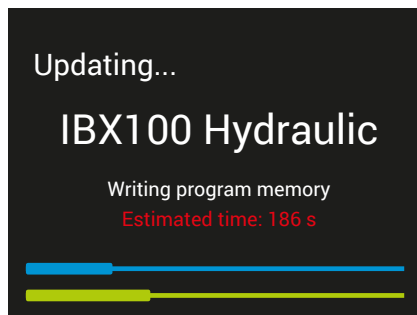 Updating...
IBX100 Hydraulic
Writing program memory
Estimated time: 186 s